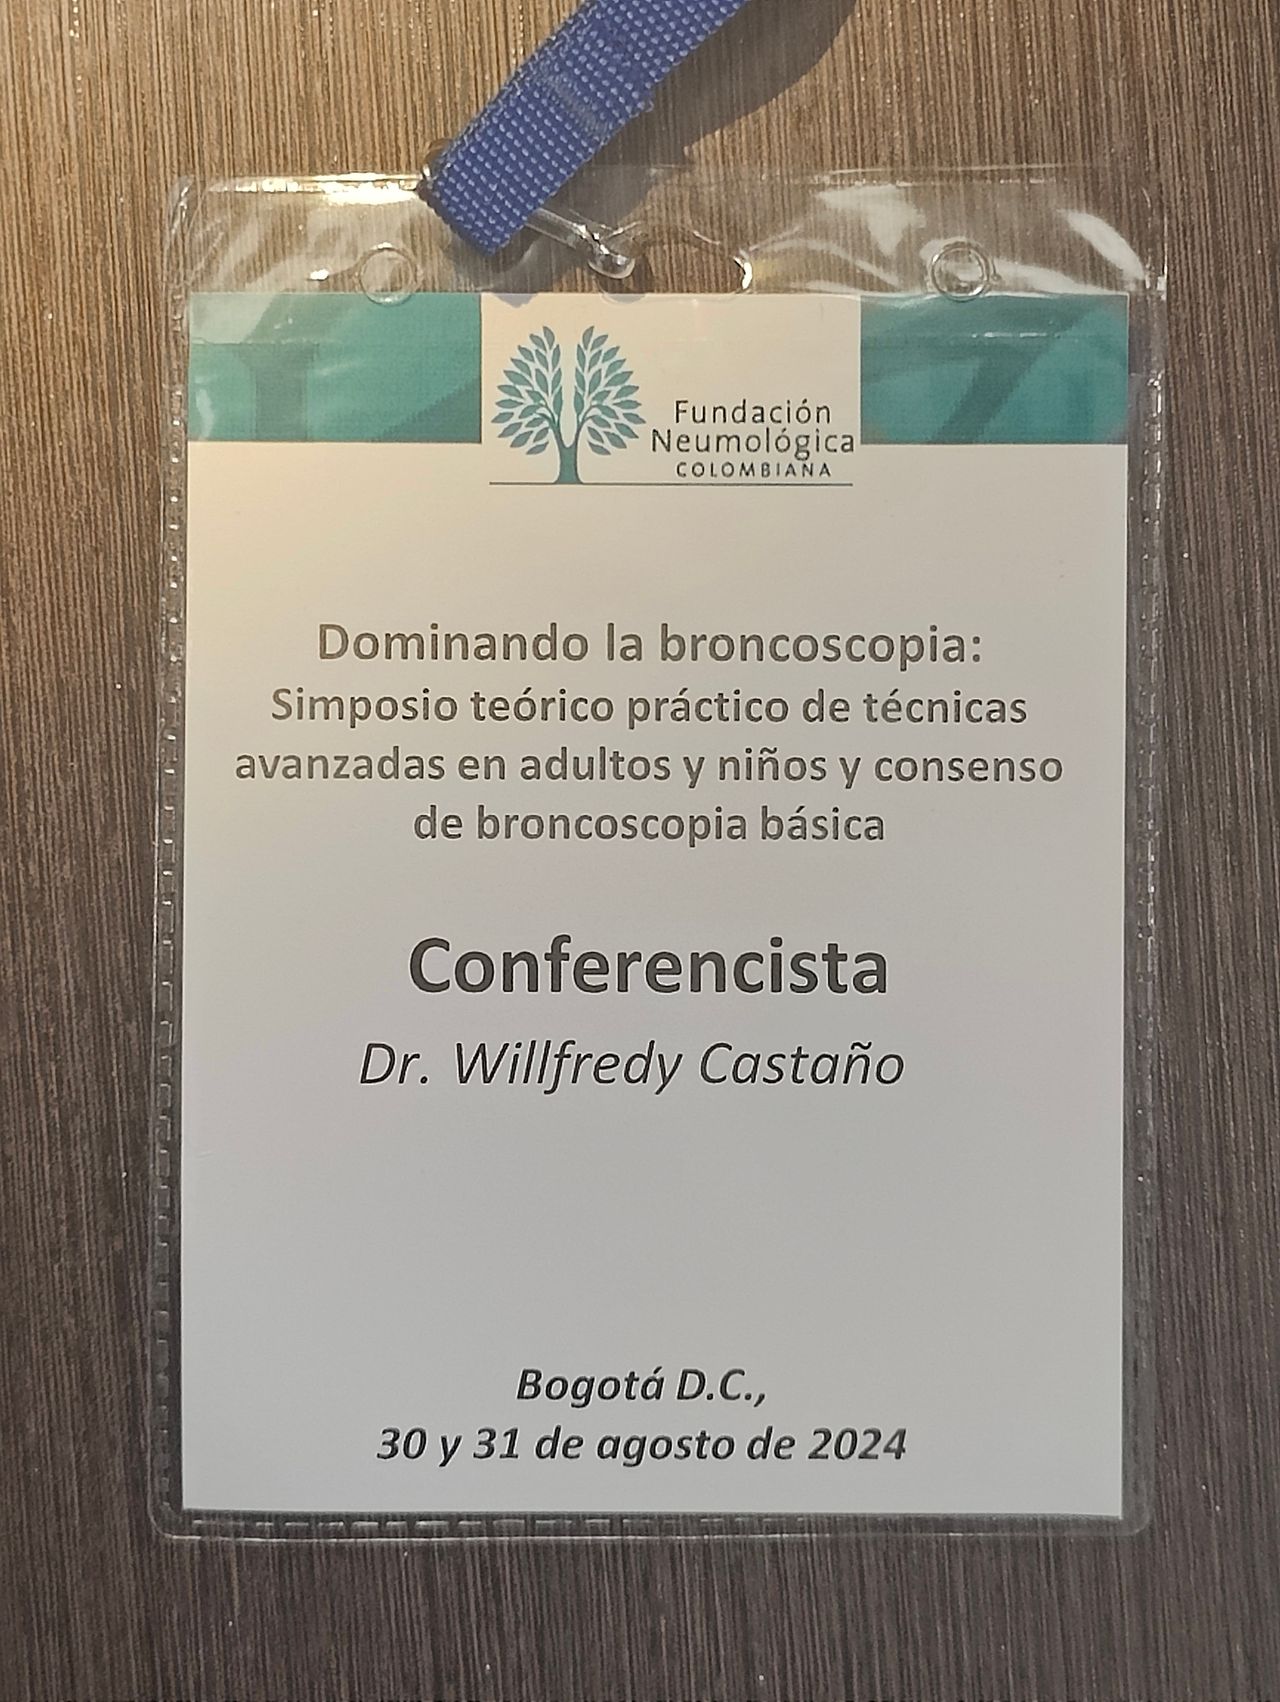 Fundación
Neumológica
COLOMBIANA
Dominando la broncoscopia:
Simposio teórico práctico de técnicas
avanzadas en adultos y niños y consenso
de broncoscopia básica
Conferencista
Dr. Willfredy Castaño
Bogotá D.C.,
30 y 31 de agosto de 2024